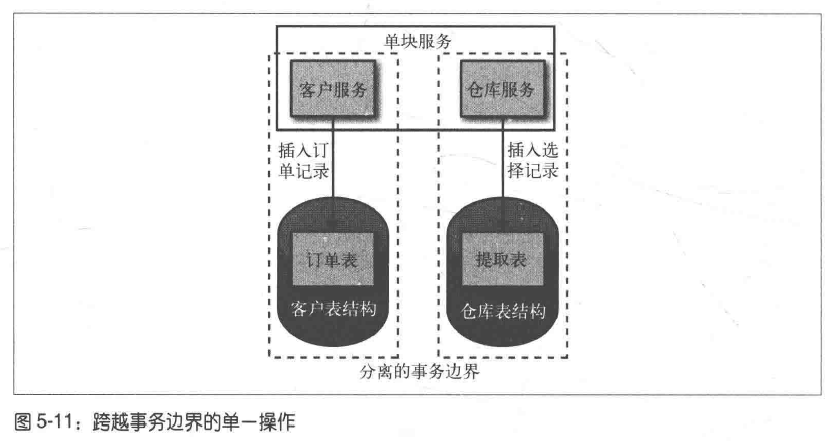 单块服务
客户服务
仓库服务
插入订
单记录
插入选
择记录
订单表
提取表
客户表结构
仓库表结构
分离的事务边界
图 5-11：跨越事务边界的单一操作